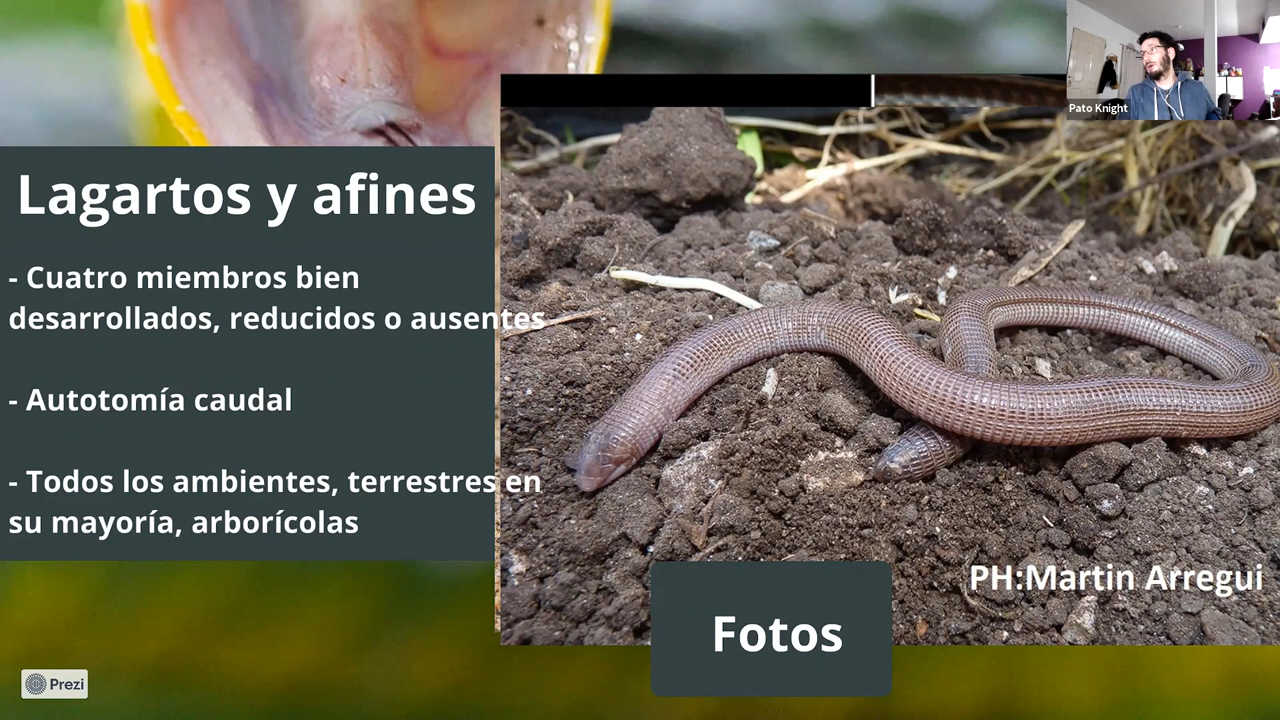 Pato Knight
Lagartos y afines
- Cuatro miembros bien
desarrollados, reducidos o ausentes
- Autotomía caudal
- Todos los ambientes, terrestres en
su mayoría, arborícolas
PH:Martin Arregui
Fotos
Prezi